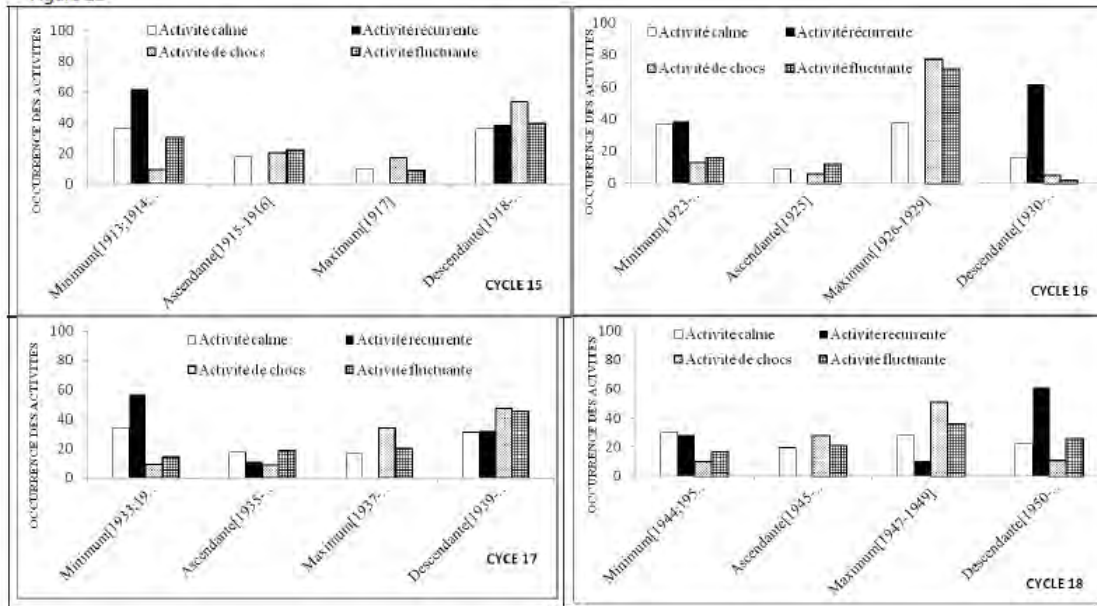 OCCURRENCE DES ACTIVITES
100
80
60
40
20
0
Activité calme
Activité récurrente
Activité de chocs
Activité fluctuante
Minimum[1913;1914;..
Ascendante[1915-1916]
Maximum[1917]
Descendante[1918-..
CYCLE 15
OCCURRENCE DES ACTIVITES
100
80
60
40
20
0
Activité calme
Activité récurrente
Activité de chocs
Activité fluctuante
Minimum[1923-..
Ascendante[1925]
Maximum[1926-1929]
Descendante[1930-..
CYCLE 16
OCCURRENCE DES ACTIVITES
100
80
60
40
20
0
Activité calme
Activité récurrente
Activité de chocs
Activité fluctuante
Minimum[1933;19..
Ascendante[1935-..
Maximum[1937-..
Descendante[1939-..
CYCE 17
OCCURRENCE DES ACTIVITES
100
80
60
40
20
0
Activité calme
Activité récurrente
Activité de chocs
Activité fluctuante
Minimum[1944;195..
Ascendante[1945-..
Maximum[1947-1949]
Descendante[1950-..
CYCLE 18